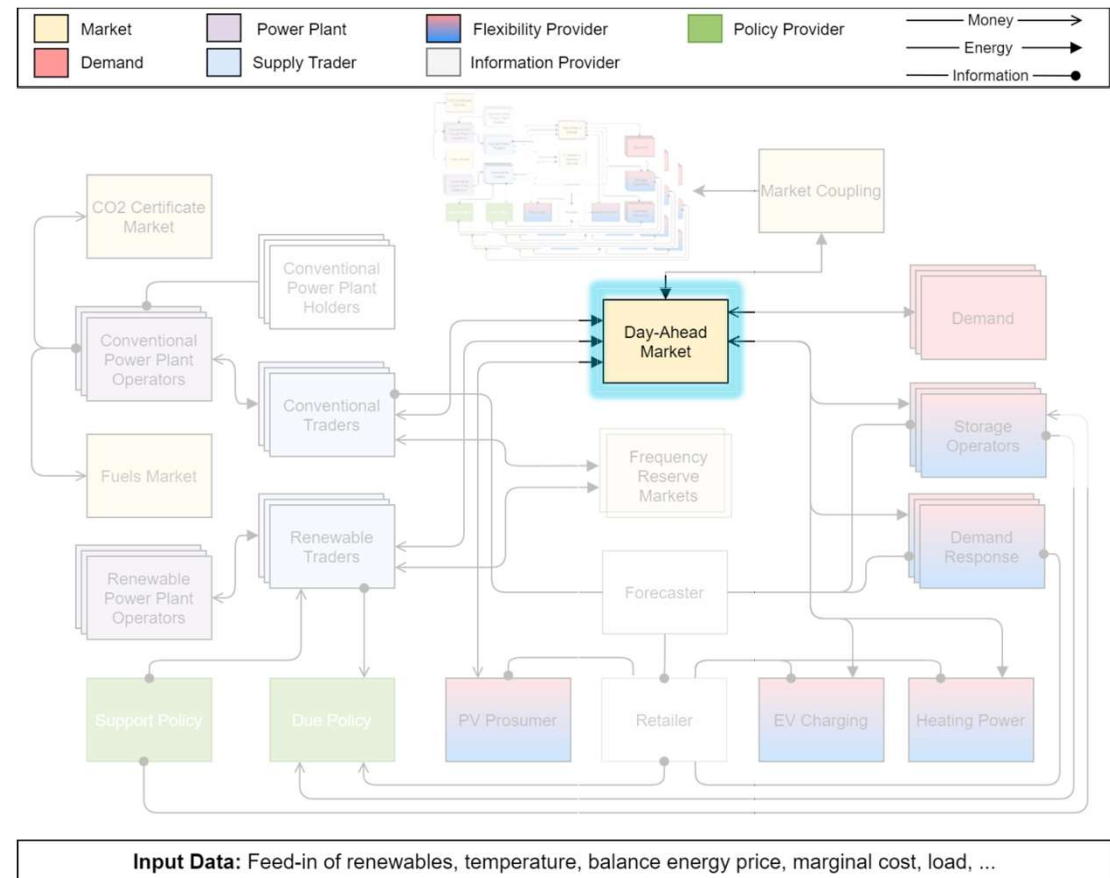 Market
Power Plant
Flexibility Provider
Policy Provider
Money
Demand
Supply Trader
Information Provider
Energy
Information
CO2 Certificate
Market
Market Coupling
Conventional
Power Plant
Holders
Day-Ahead
Market
Demand
Conventional
Power Plant
Operators
Conventional
Traders
Storage
Operators
Fuels Market
Frequency
Reserve
Markets
Renewable
Traders
Demand
Response
Renewable
Power Plant
Operators
Forecaster
Support Policy
Due Policy
PV Prosumer
Retailer
EV Charging
Heating Power
Input Data: Feed-in of renewables, temperature, balance energy price, marginal cost, load, ...